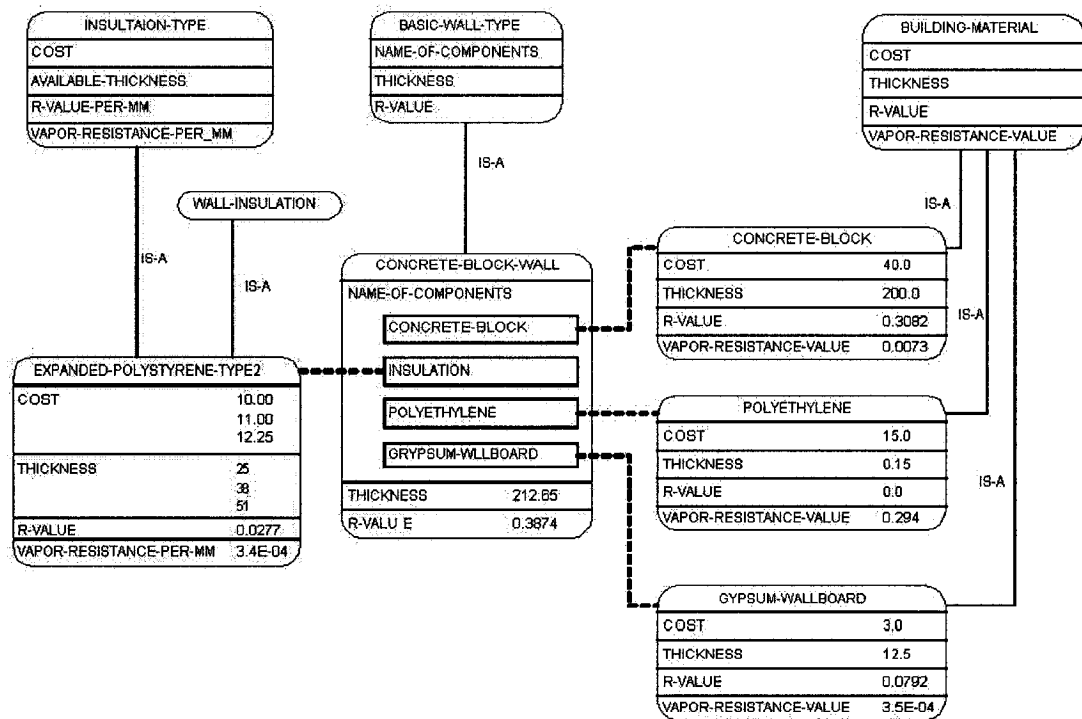 INSULTAION-TYPE
COST
AVAILABLE-THICKNESS
R-VALUE-PER-MM
VAPOR-RESISTANCE-PER_MM
BASIC-WALL-TYPE
NAME-OF-COMPONENTS
THICKNESS
R-VALUE
BUILDING-MATERIAL
COST
THICKNESS
R-VALUE
VAPOR-RESISTANCE-VALUE
IS-A
IS-A
WALL-INSULATION
IS-A
IS-A
IS-A
IS-A
EXPANDED-POLYSTYRENE-TYPE2
COST 10.00
11.00
12.25
THICKNESS 25
38
51
R-VALUE 0.0277
VAPOR-RESISTANCE-PER-MM 3.4E-04
CONCRETE-BLOCK-WALL
NAME-OF-COMPONENTS
CONCRETE-BLOCK
INSULATION
POLYETHYLENE
GRYPSUM-WLLBOARD
THICKNESS 212.65
R-VALU E 0.3874
CONCRETE-BLOCK
COST 40.0
THICKNESS 200.0
R-VALUE 0.3082
VAPOR-RESISTANCE-VALUE 0.0073
POLYETHYLENE
COST 15.0
THICKNESS 0.15
R-VALUE 0.0
VAPOR-RESISTANCE-VALUE 0.294
IS-A
GYPSUM-WALLBOARD
COST 3.0
THICKNESS 12.5
R-VALUE 0.0792
VAPOR-RESISTANCE-VALUE 3.5E-04